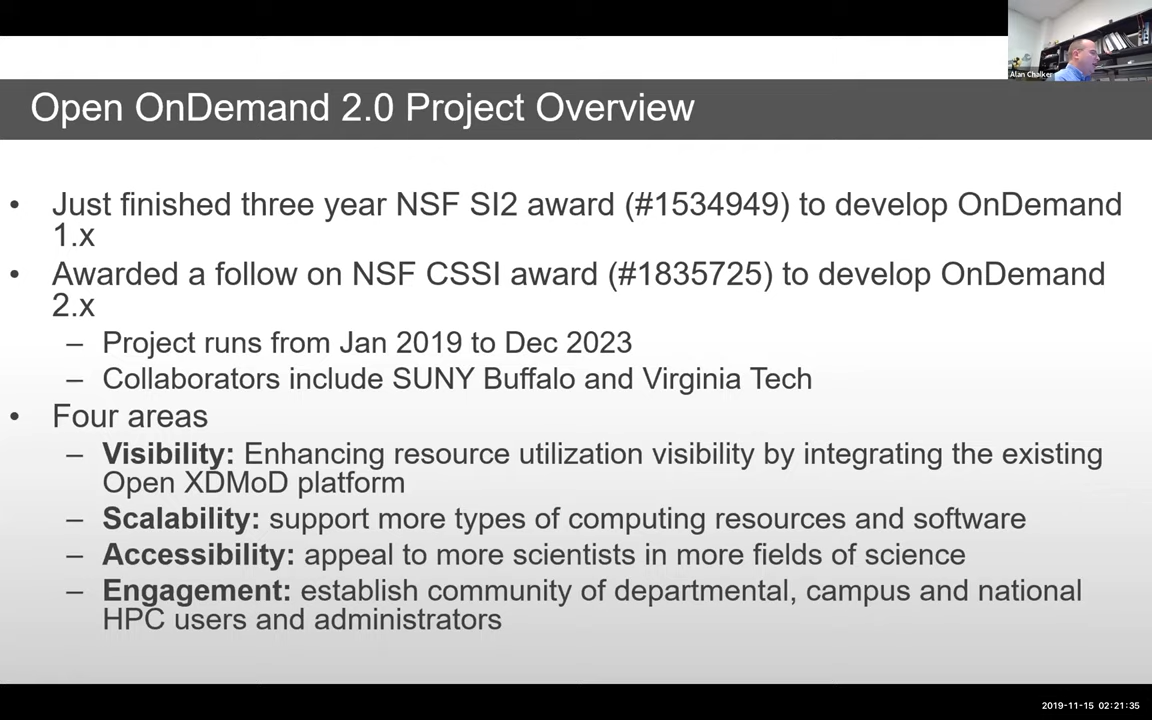 Alan Chalker
Open OnDemand 2.0 Project Overview
• Just finished three year NSF SI2 award (#1534949) to develop OnDemand
1.x
• Awarded a follow on NSF CSSI award (#1835725) to develop OnDemand
2.x
– Project runs from Jan 2019 to Dec 2023
– Collaborators include SUNY Buffalo and Virginia Tech
• Four areas
– Visibility: Enhancing resource utilization visibility by integrating the existing
Open XDMoD platform
– Scalability: support more types of computing resources and software
– Accessibility: appeal to more scientists in more fields of science
– Engagement: establish community of departmental, campus and national
HPC users and administrators
2019-11-15 02:21:35